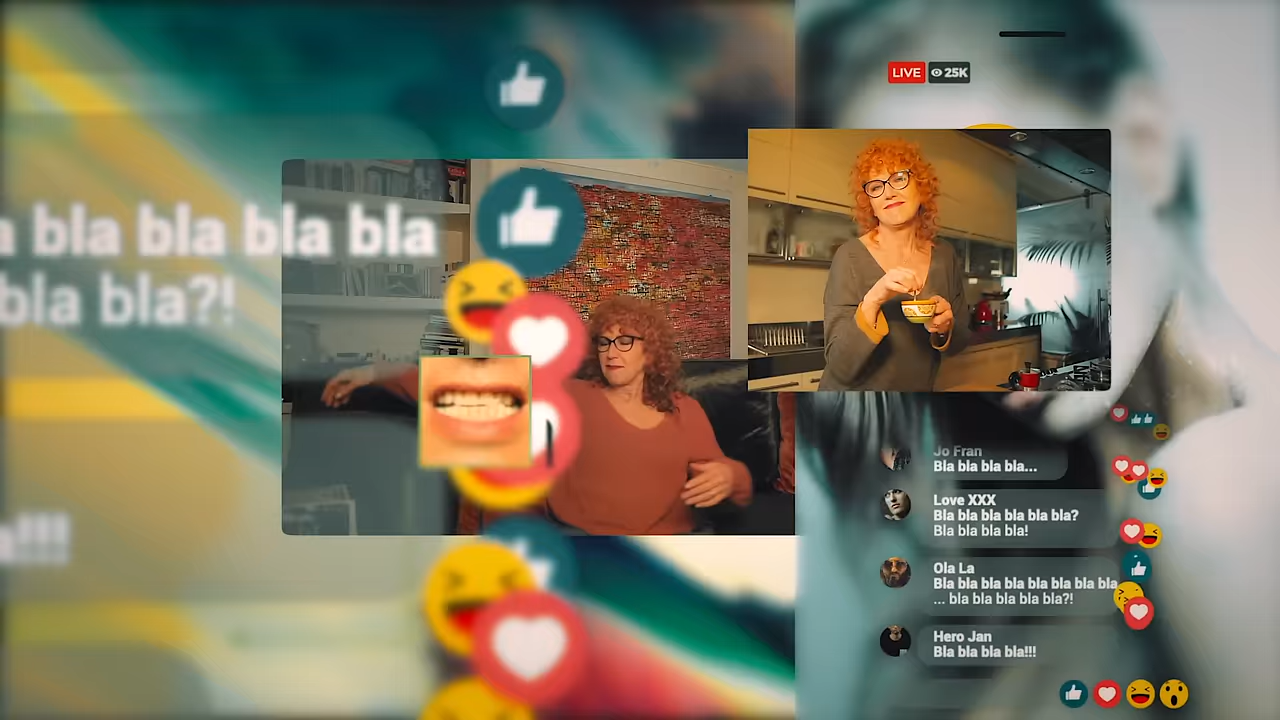 LIVE 25K
a bla bla bla bla
bla bla?!
a!!!
Jo Fran
Bla bla bla bla...
Love XXX
Bla bla bla bla bla bla?
Bla bla bla bla!
Ola La
Bla bla bla bla bla bla bla bla
... bla bla bla bla bla?!
Hero Jan
Bla bla bla bla!!!